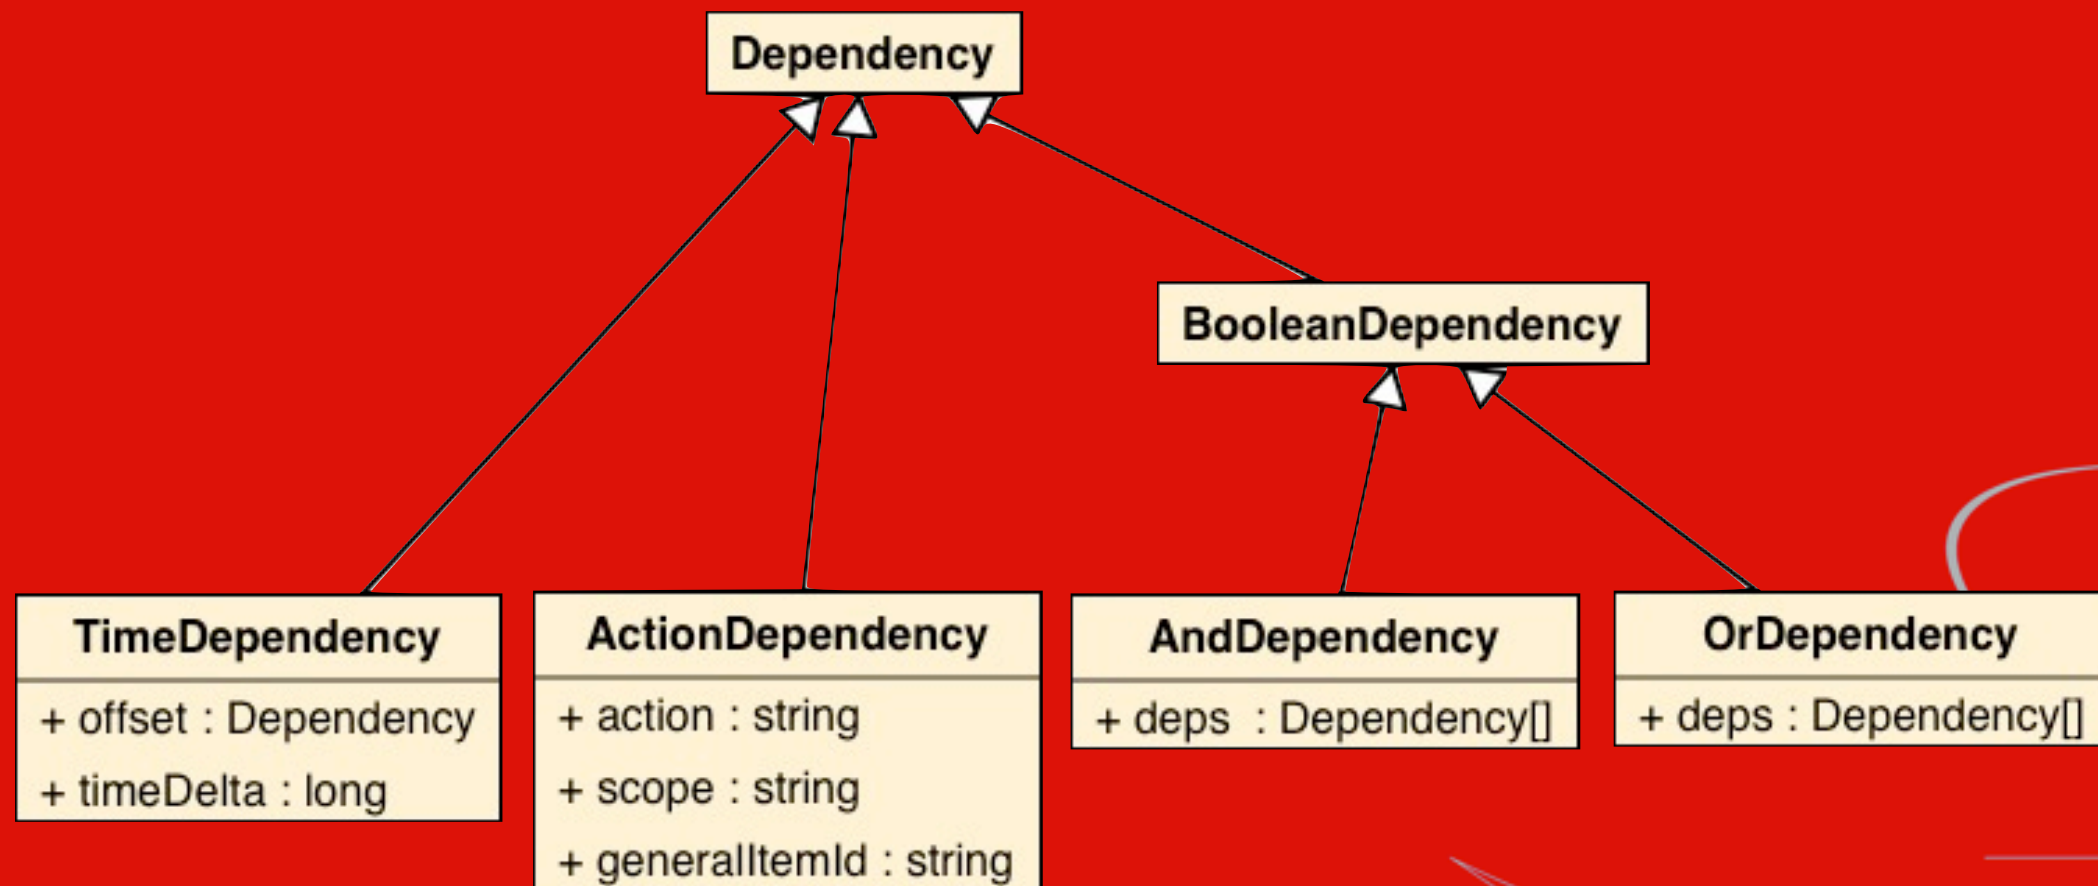 Dependency
BooleanDependency
TimeDependency
+ offset : Dependency
+ timeDelta : long
ActionDependency
+ action : string
+ scope : string
+ generalItemId : string
AndDependency
+ deps : Dependency[]
OrDependency
+ deps : Dependency[]